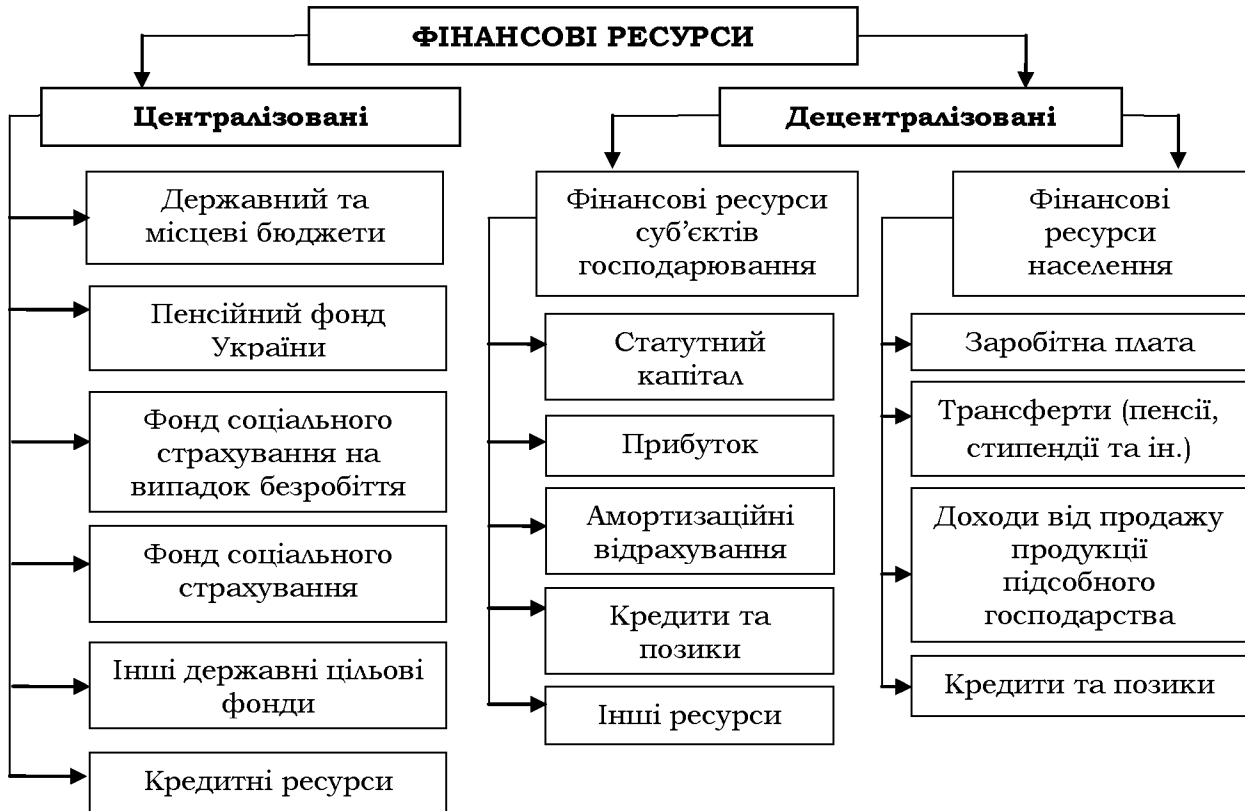 ФІНАНСОВІ РЕСУРСИ
Централізовані
Державний та
місцеві бюджети
Пенсійний фонд
України
Фонд соціального
страхування на
випадок безробіття
Фонд соціального
страхування
Інші державні цільові
фонди
Кредитні ресурси
Децентралізовані
Фінансові ресурси
суб’єктів
господарювання
Статутний
капітал
Прибуток
Амортизаційні
відрахування
Кредити та
позики
Інші ресурси
Фінансові
ресурси
населення
Заробітна плата
Трансферти (пенсії,
стипендії та ін.)
Доходи від продажу
продукції
підсобного
господарства
Кредити та позики